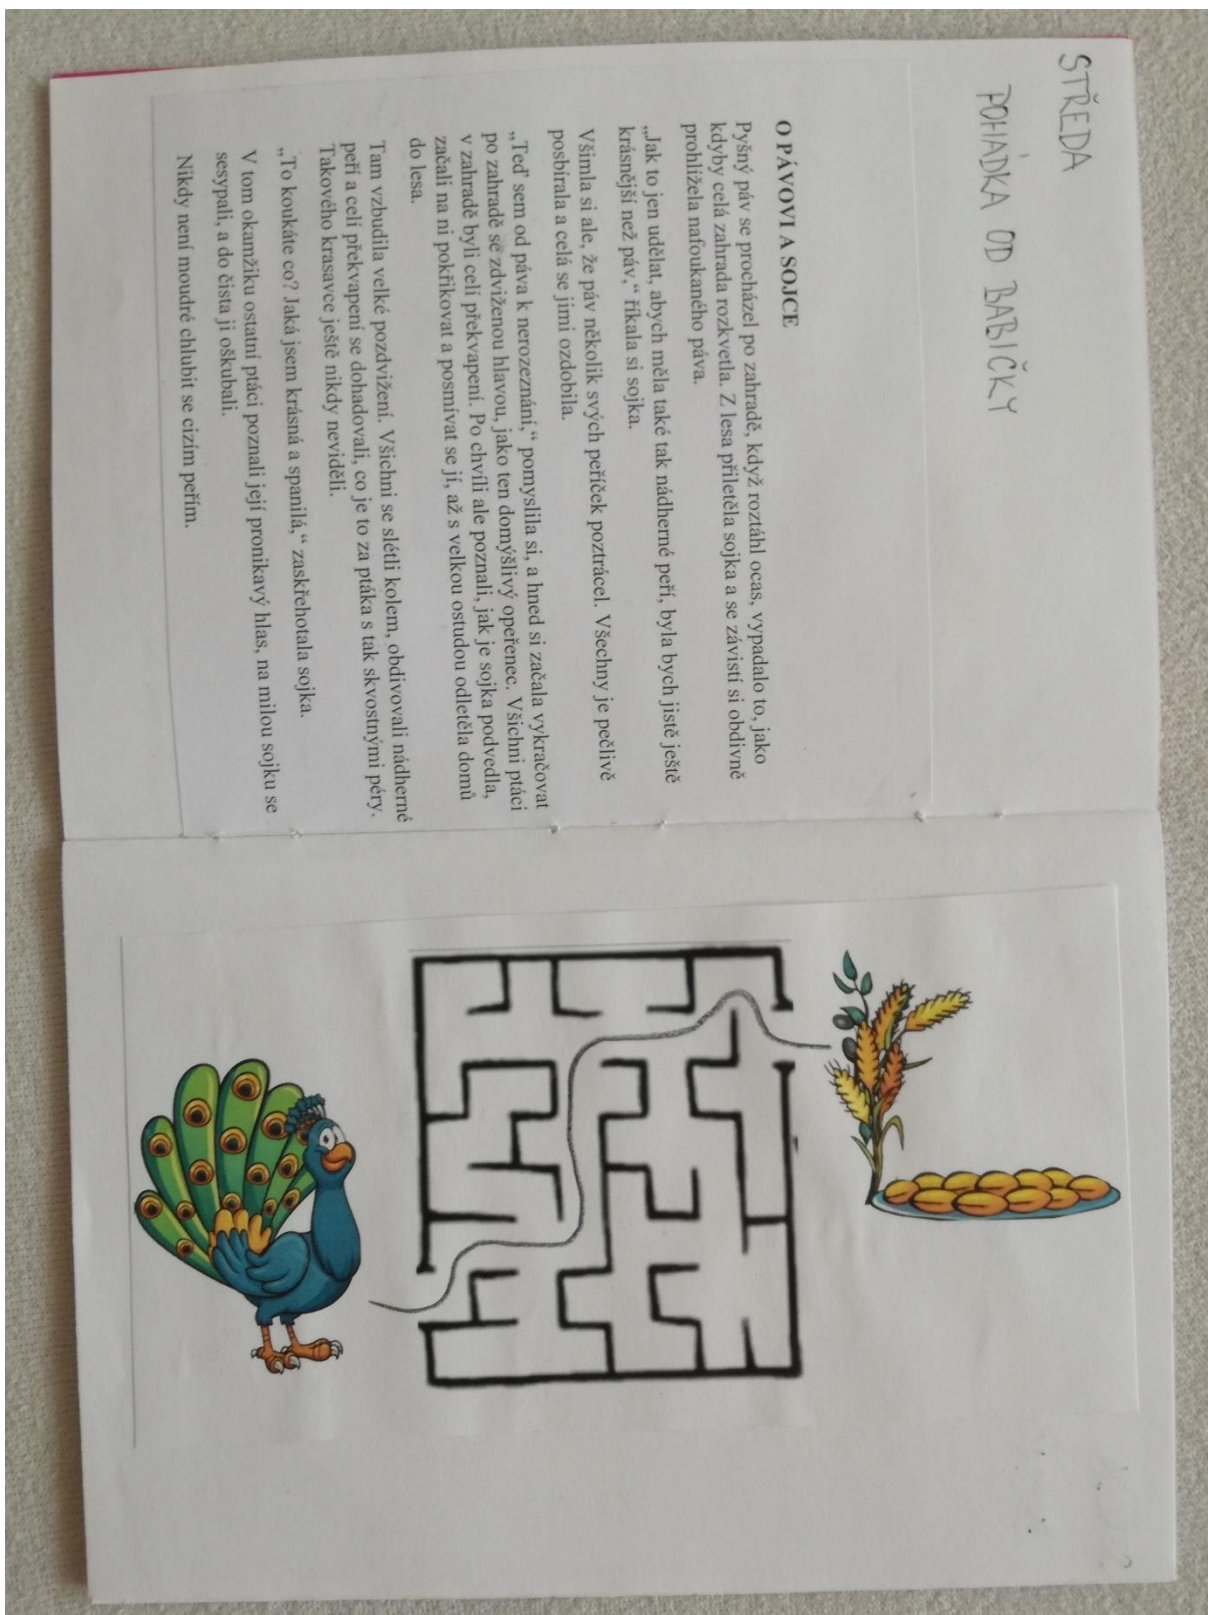 STŘEDA
POHÁDKA OD BABIČKY
O PÁVOVI A SOJCE
Pyšný páv se procházel po zahradě, když roztáhl ocas, vypadalo to, jako
kdyby celá zahrada rozkvetla. Z lesa přiletěla sojka a se závistí si obdivně
prohlížela nafoukaného páva.
„Jak to jen udělat, abych měla také tak nádherné peří, byla bych jistě ještě
krásnější než páv,“ říkala si sojka.
Všimla si ale, že páv několik svých peříček poztrácel. Všechny je pečlivě
posbírala a celá se jimi ozdobila.
„Teď sem od páva k nerozeznání,“ pomyslila si, a hned si začala vykračovat
po zahradě se zdviženou hlavou, jako ten domýšlivý opeřenec. Všichni ptáci
v zahradě byli celí překvapení. Po chvíli ale poznali, jak je sojka podvedla,
začali na ni pokřikovat a posmívat se jí, až s velkou ostudou odletěla domů
do lesa.
Tam vzbudila velké pozdvižení. Všichni se slétli kolem, obdivovali nádherné
peří a celí překvapení se dohadovali, co je to za ptáka s tak skvostnými péry.
Takového krasavce ještě nikdy neviděli.
„To koukáte co? Jaká jsem krásná a spanilá,“ zaskřehotala sojka.
V tom okamžiku ostatní ptáci poznali její pronikavý hlas, na milou sojku se
sesypali, a do čista ji oškubali.
Nikdy není moudré chlubit se cizím peřím.